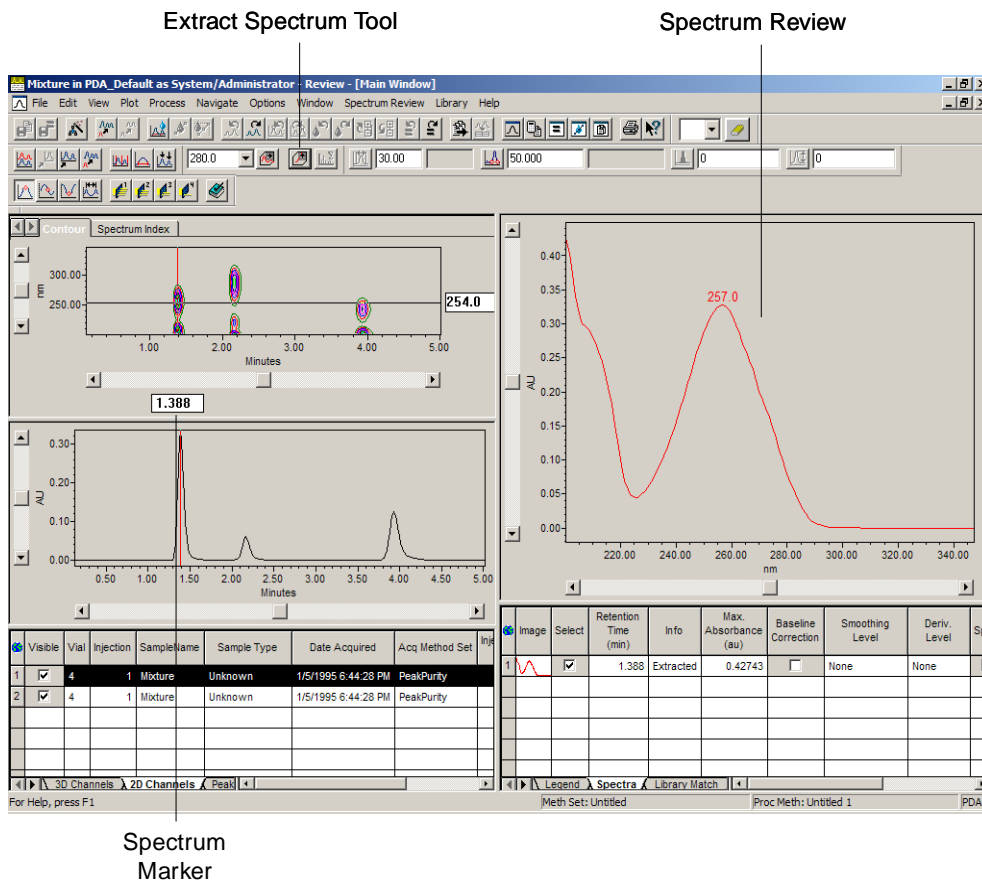 Extract Spectrum Tool
Spectrum Review
Mixture in PDA_Default as System/Administrator - Review - [Main Window]
File Edit View Plot Process Navigate Options Window Spectrum Review Library Help
280.0
30.00
50.000
0
0
Contour
Spectrum Index
nm
300.00
250.00
254.0
1.00 2.00 3.00 4.00 5.00
Minutes
1.388
AU
0.30
0.20
0.10
0.00
0.50 1.00 1.50 2.00 2.50 3.00 3.50 4.00 4.50 5.00
Minutes
257.0
AU
0.40
0.35
0.30
0.25
0.20
0.15
0.10
0.05
0.00
220.00 240.00 260.00 280.00 300.00 320.00 340.00
nm
Visible Vial Injection SampleName Sample Type Date Acquired Acq Method Set Inje
1 4 1 Mixture Unknown 1/5/1995 6:44:28 PM PeakPurity
2 4 1 Mixture Unknown 1/5/1995 6:44:28 PM PeakPurity
3D Channels 2D Channels Peak
Image Select Retention Time (min) Info Max. Absorbance (au) Baseline Correction Smoothing Level Deriv. Level Sp
1 1.388 Extracted 0.42743 None None
Legend Spectra Library Match
For Help, press F1
Meth Set: Untitled
Proc Meth: Untitled 1
PDA
Spectrum
Marker